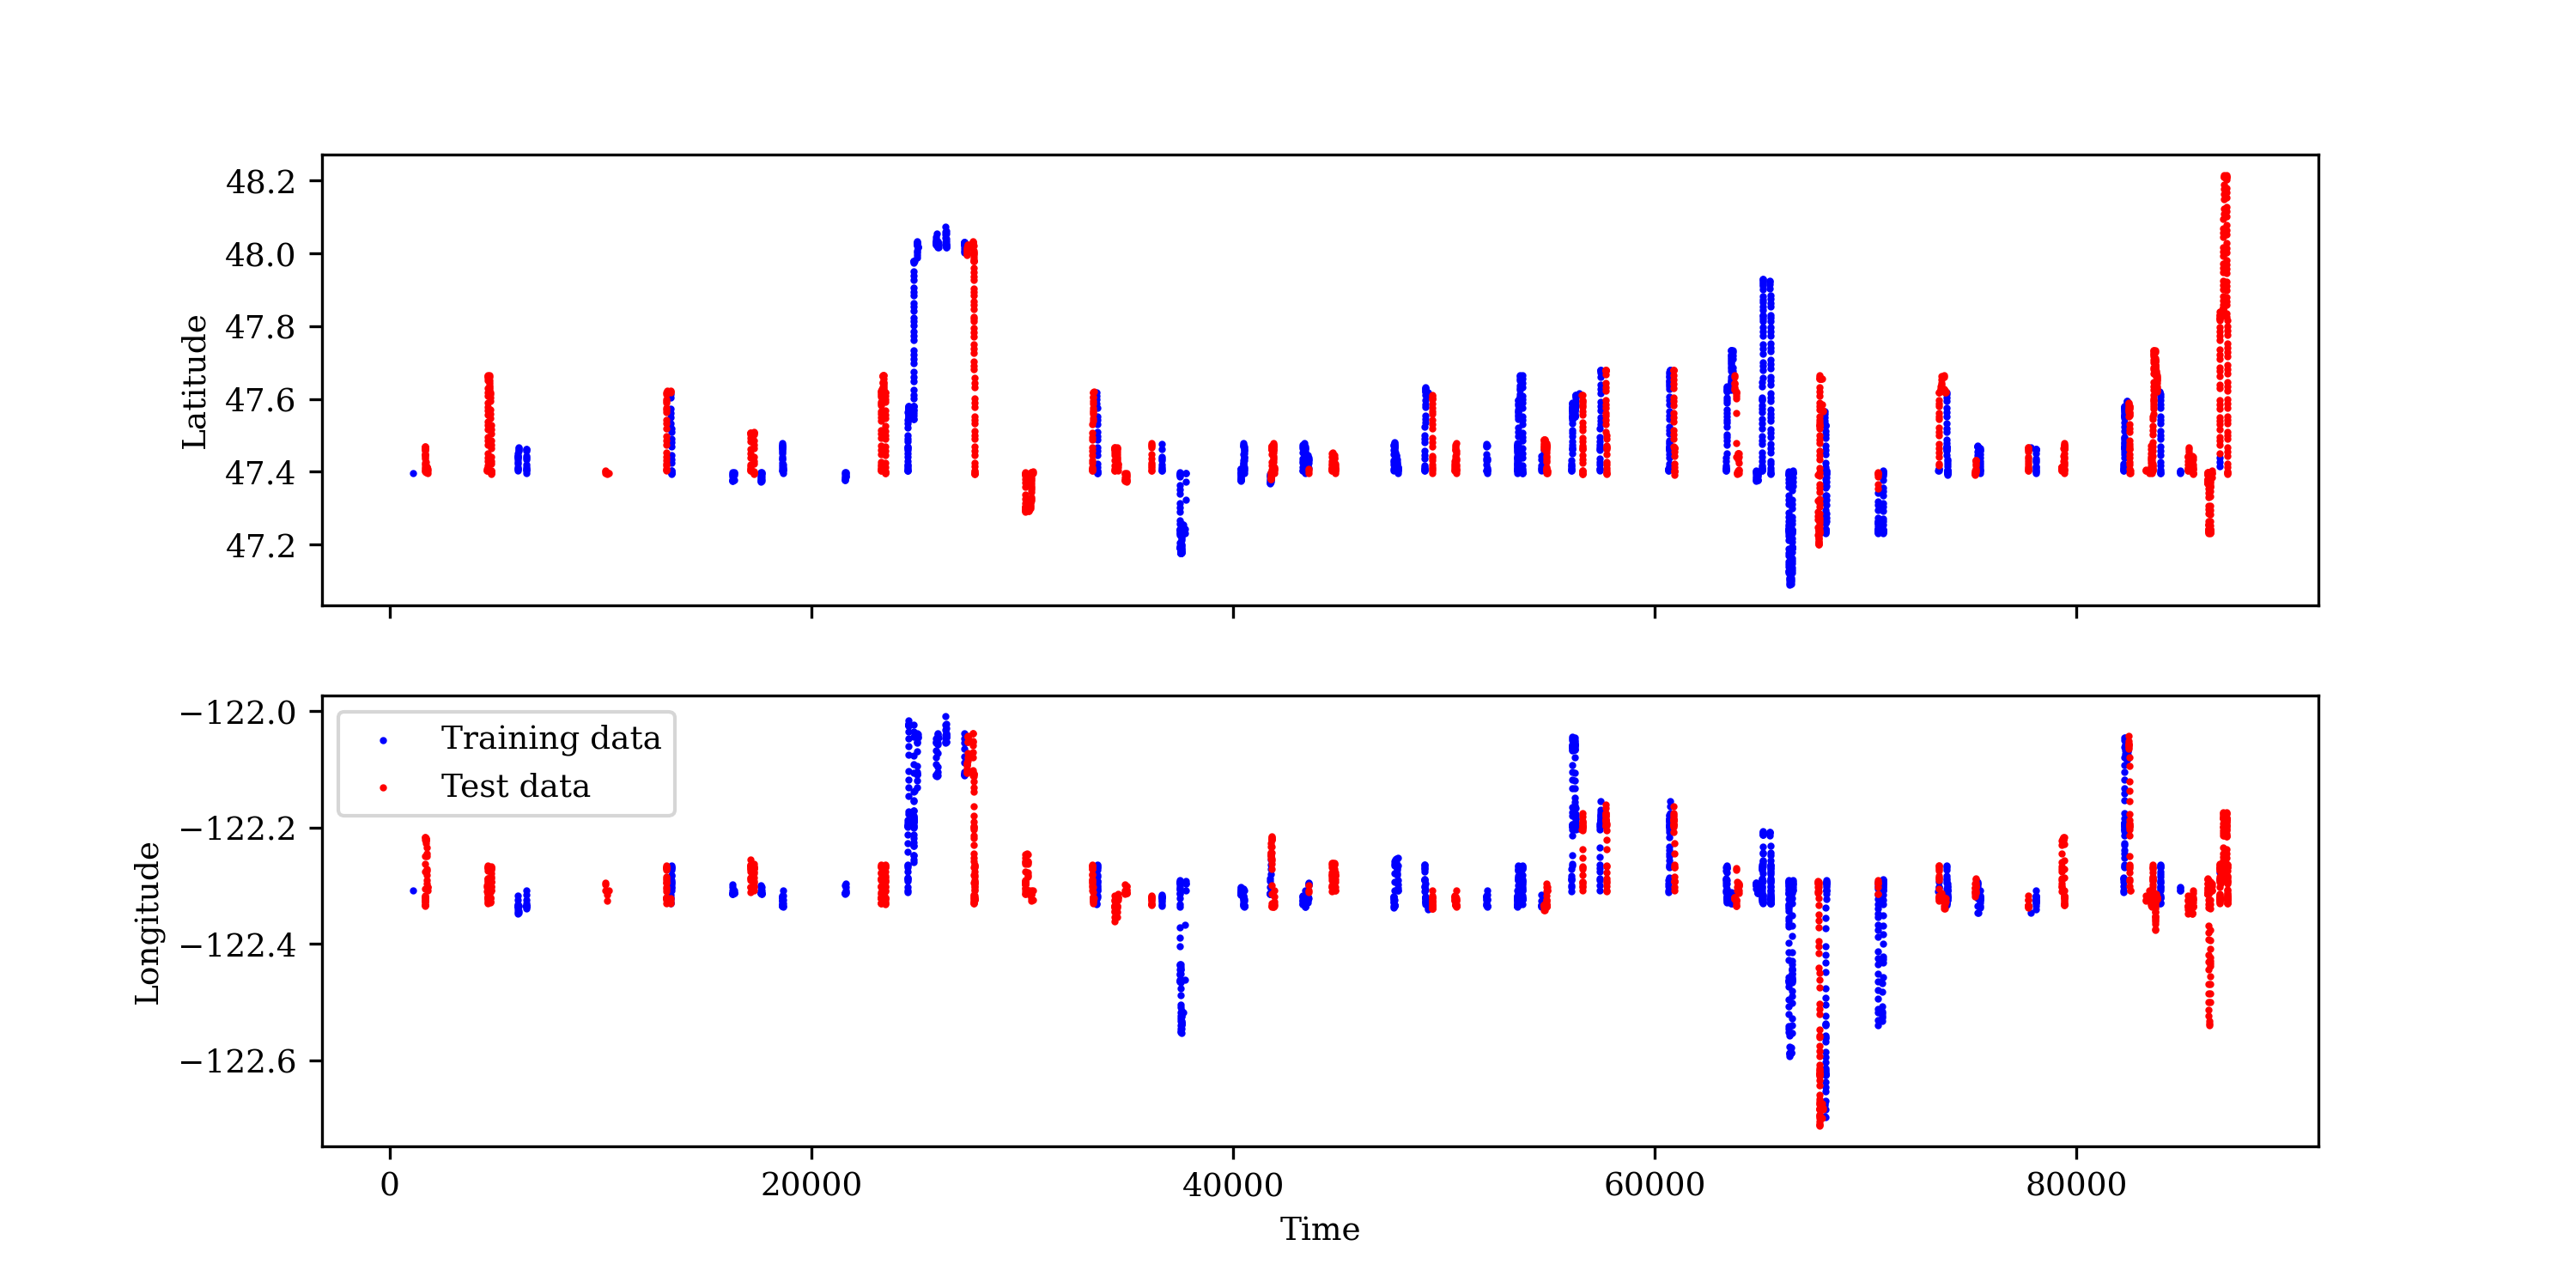 48.2
48.0
47.8
47.6
47.4
47.2
Latitude
−122.0
−122.2
−122.4
−122.6
Longitude
Training data
Test data
0 20000 40000 60000 80000
Time